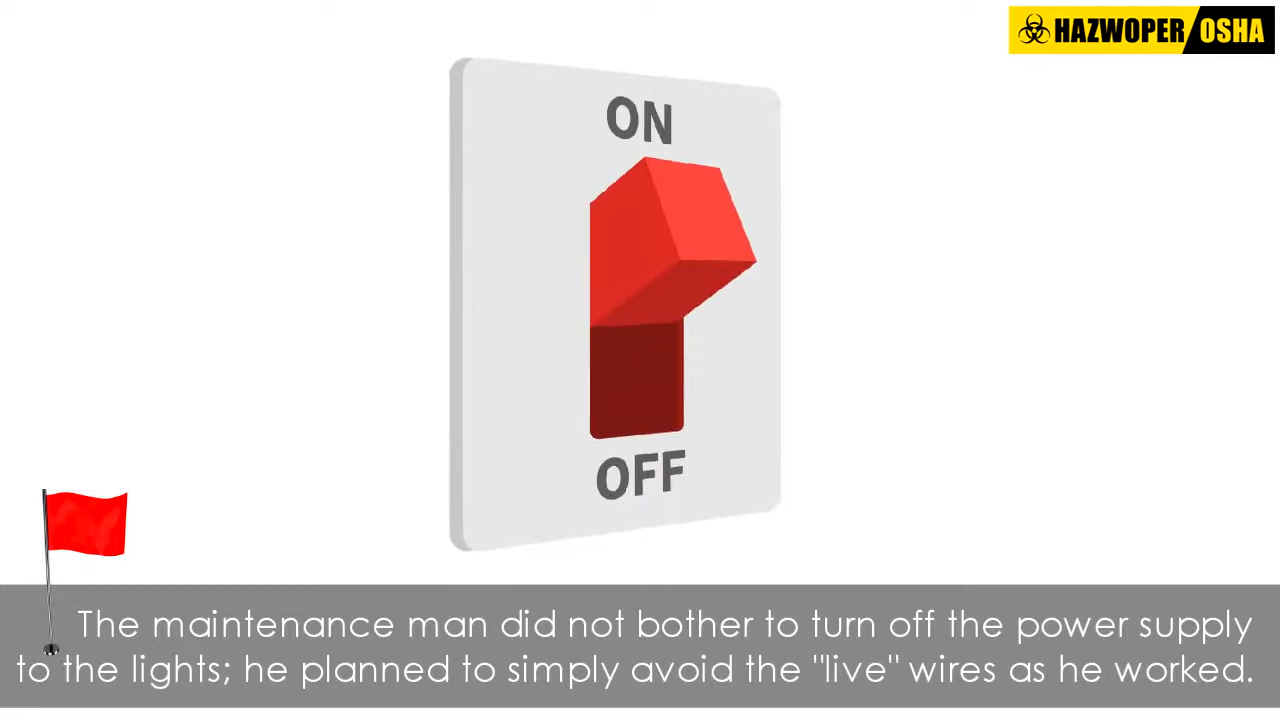 HAZWOPER OSHA
ON
OFF
The maintenance man did not bother to turn off the power supply
to the lights; he planned to simply avoid the "live" wires as he worked.